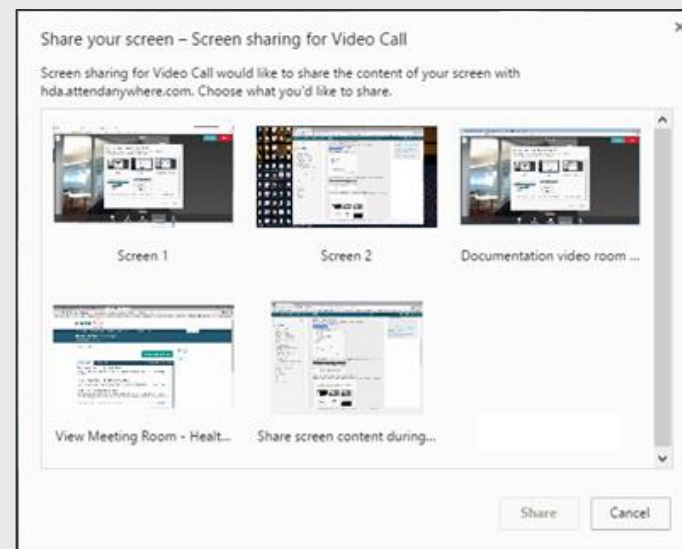 Share your screen – Screen sharing for Video Call
Screen sharing for Video Call would like to share the content of your screen with
hda.attendanywhere.com. Choose what you'd like to share.
Screen 1
Screen 2
Documentation video room ...
View Meeting Room - Healt...
Share screen content during...
Share
Cancel